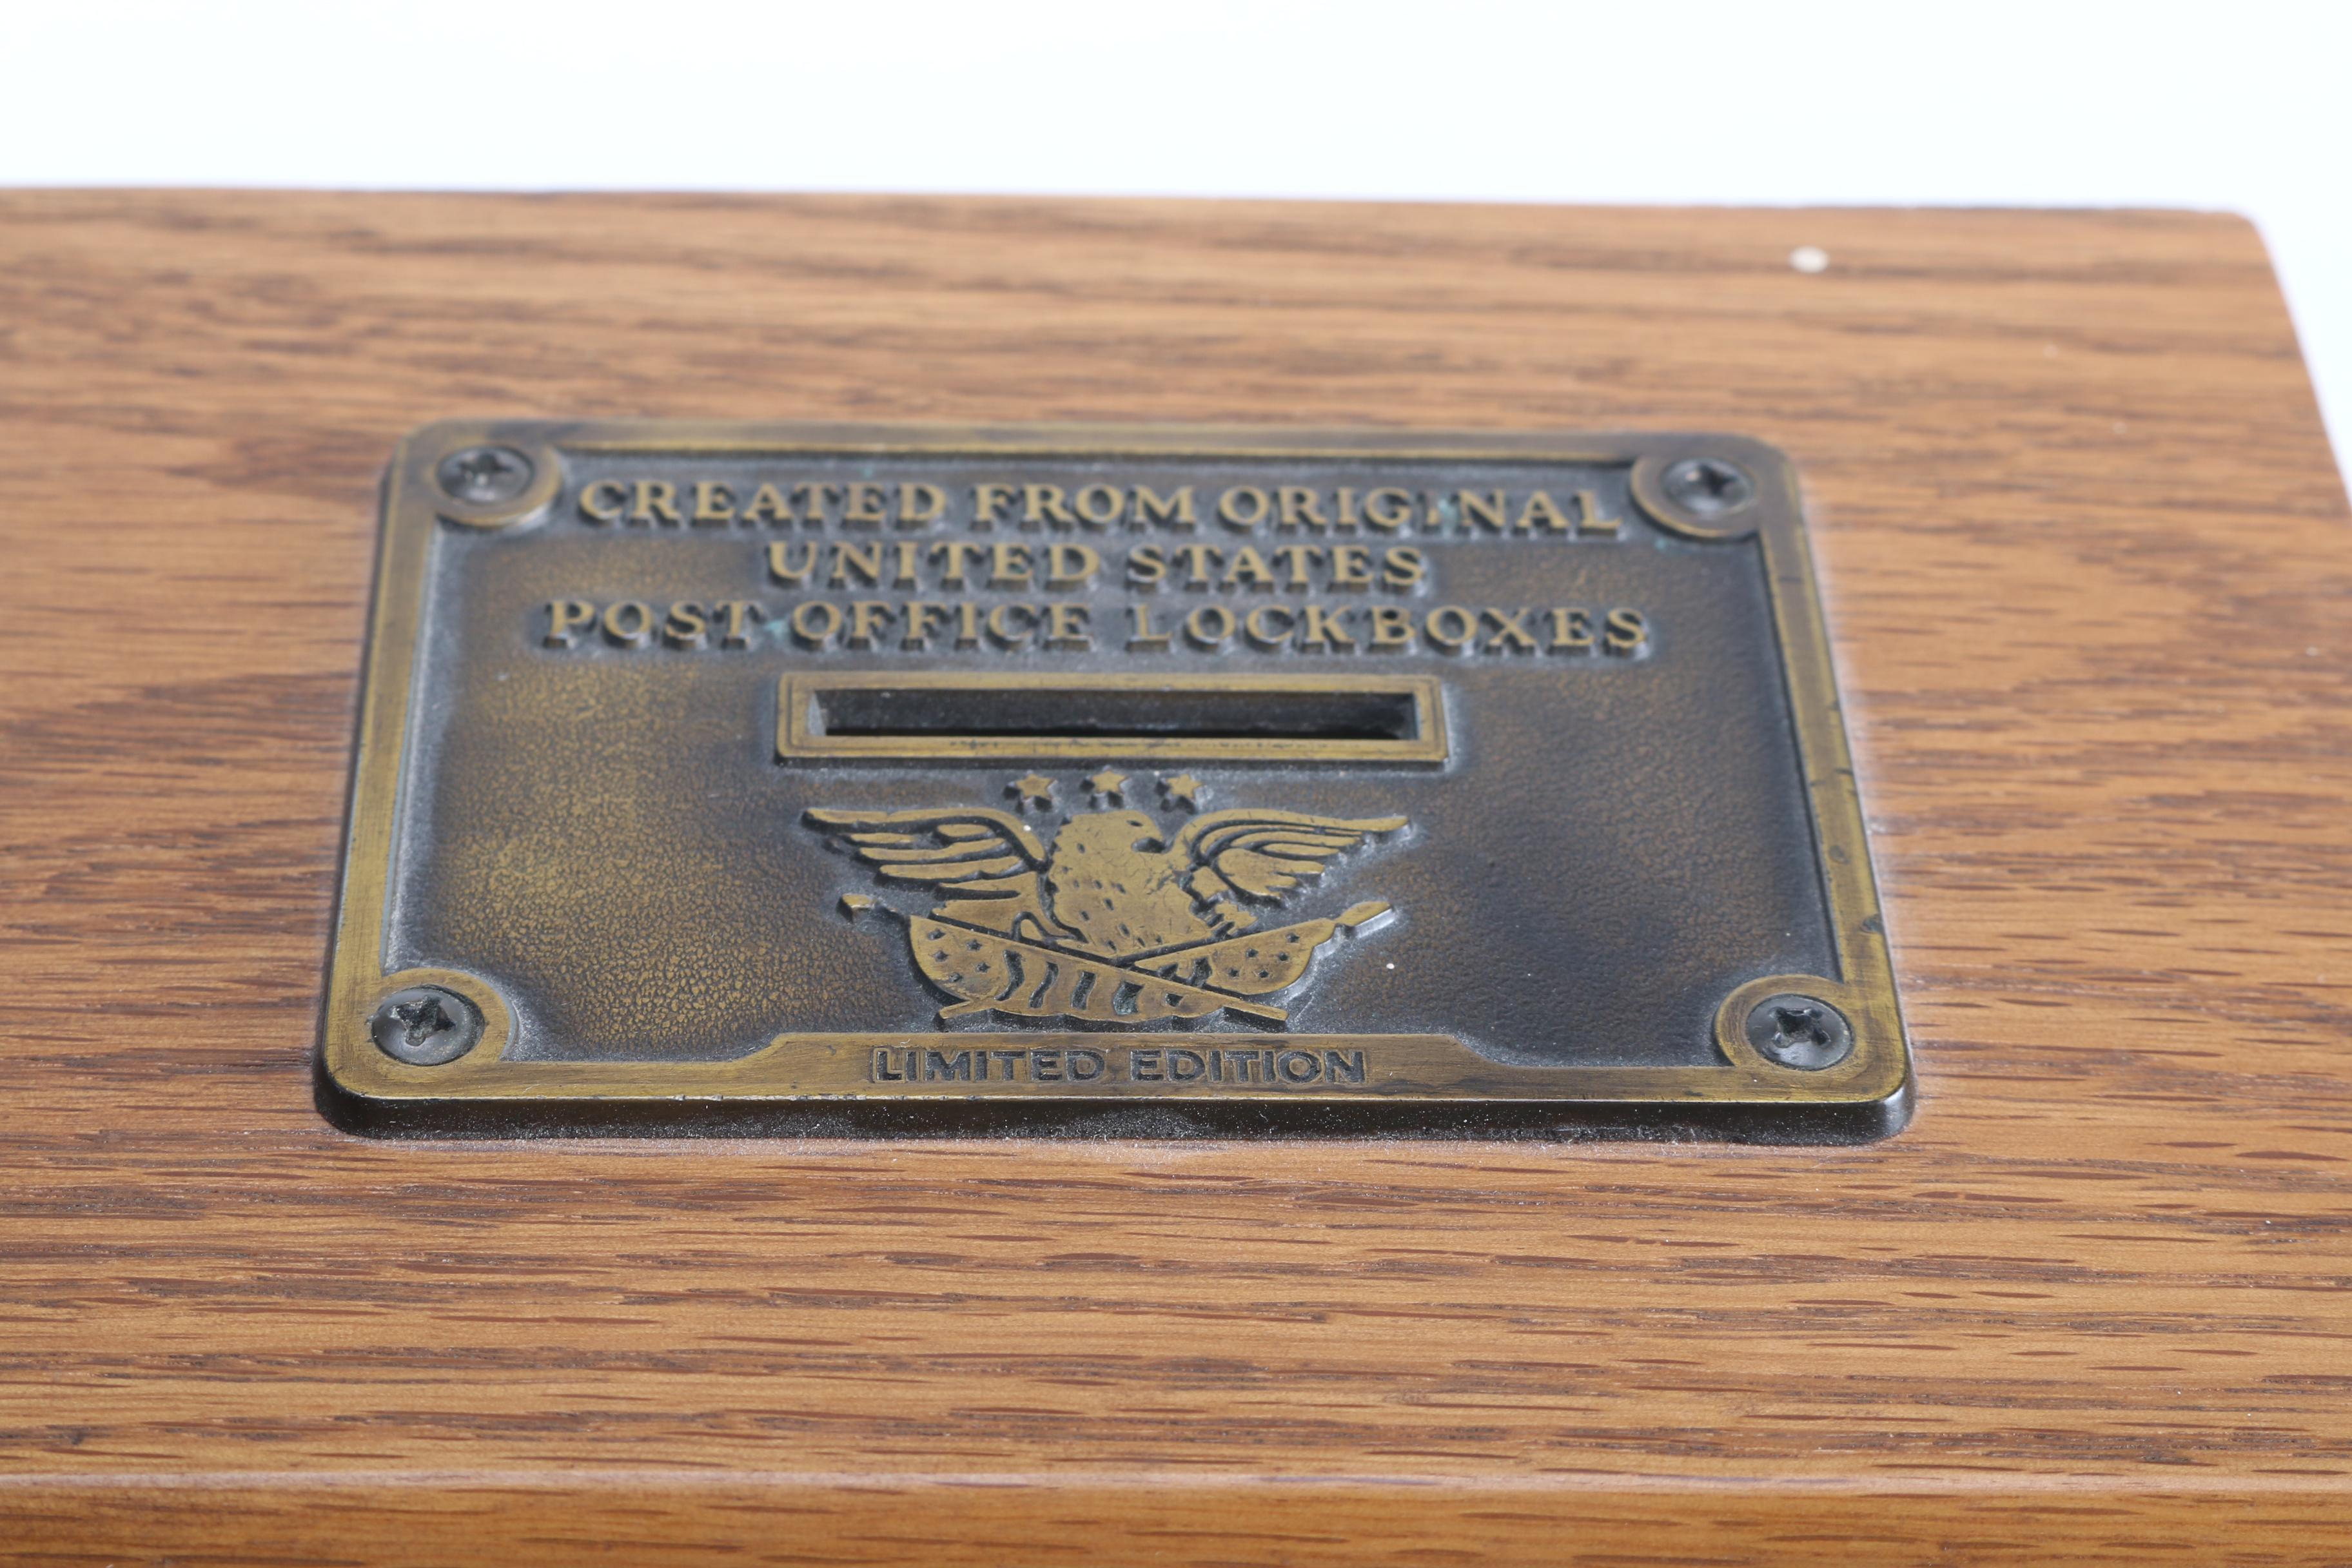 CREATED FROM ORIGINAL
UNITED STATES
POST OFFICE LOCKBOXES
LIMITED EDITION